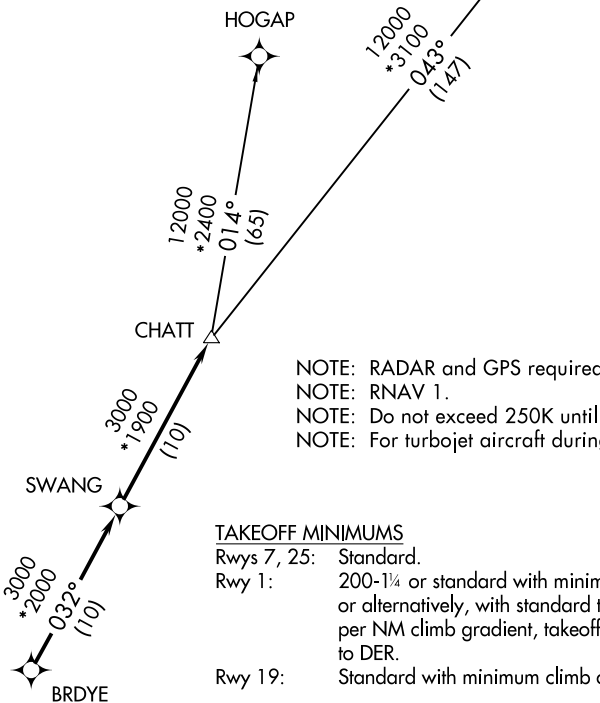 HOGAP
12000
*3100
043°
(147)
12000
*2400
014°
(65)
CHATT
NOTE: RADAR and GPS required
NOTE: RNAV 1.
NOTE: Do not exceed 250K until
NOTE: For turbojet aircraft during
3000
*1900
(10)
SWANG
TAKEOFF MINIMUMS
Rwys 7, 25: Standard.
Rwy 1: 200-1¼ or standard with minim
or alternatively, with standard t
per NM climb gradient, takeoff
to DER.
Rwy 19: Standard with minimum climb o
3000
*2000
032°
(10)
BRDYE